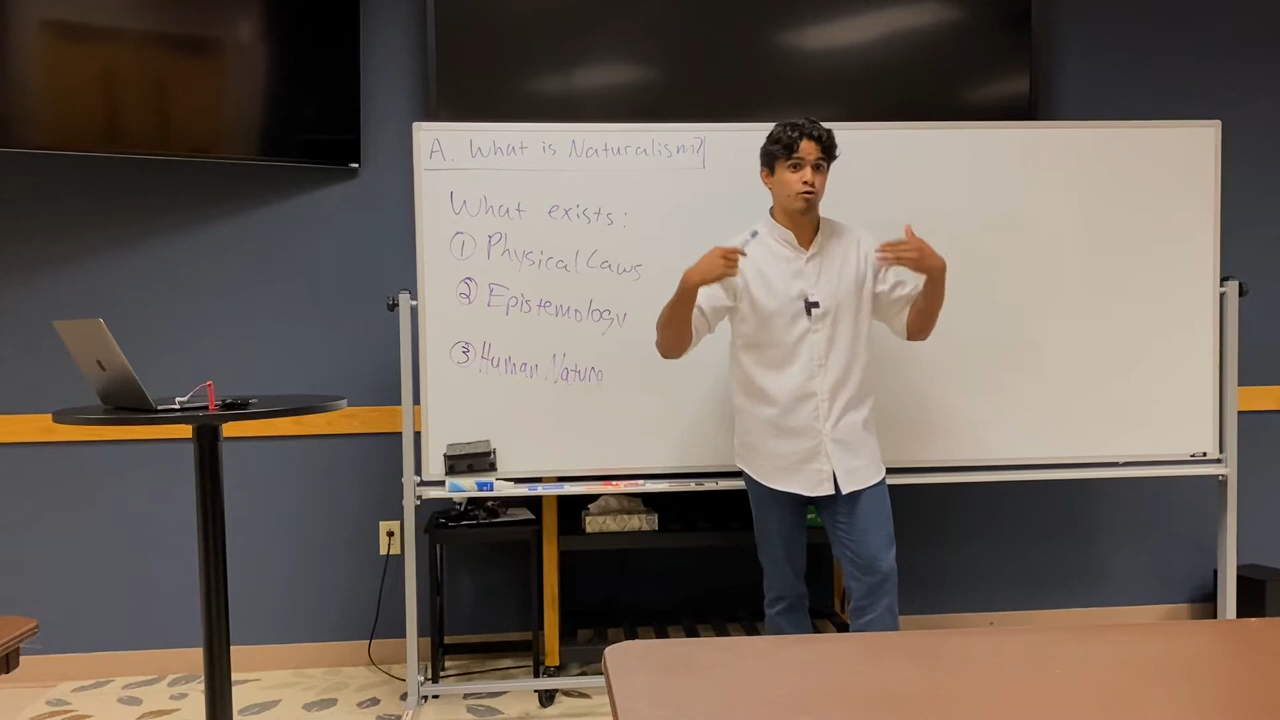 A. What is Naturalism?
What exists:
① Physical Laws
② Epistemology
③ Human Nature